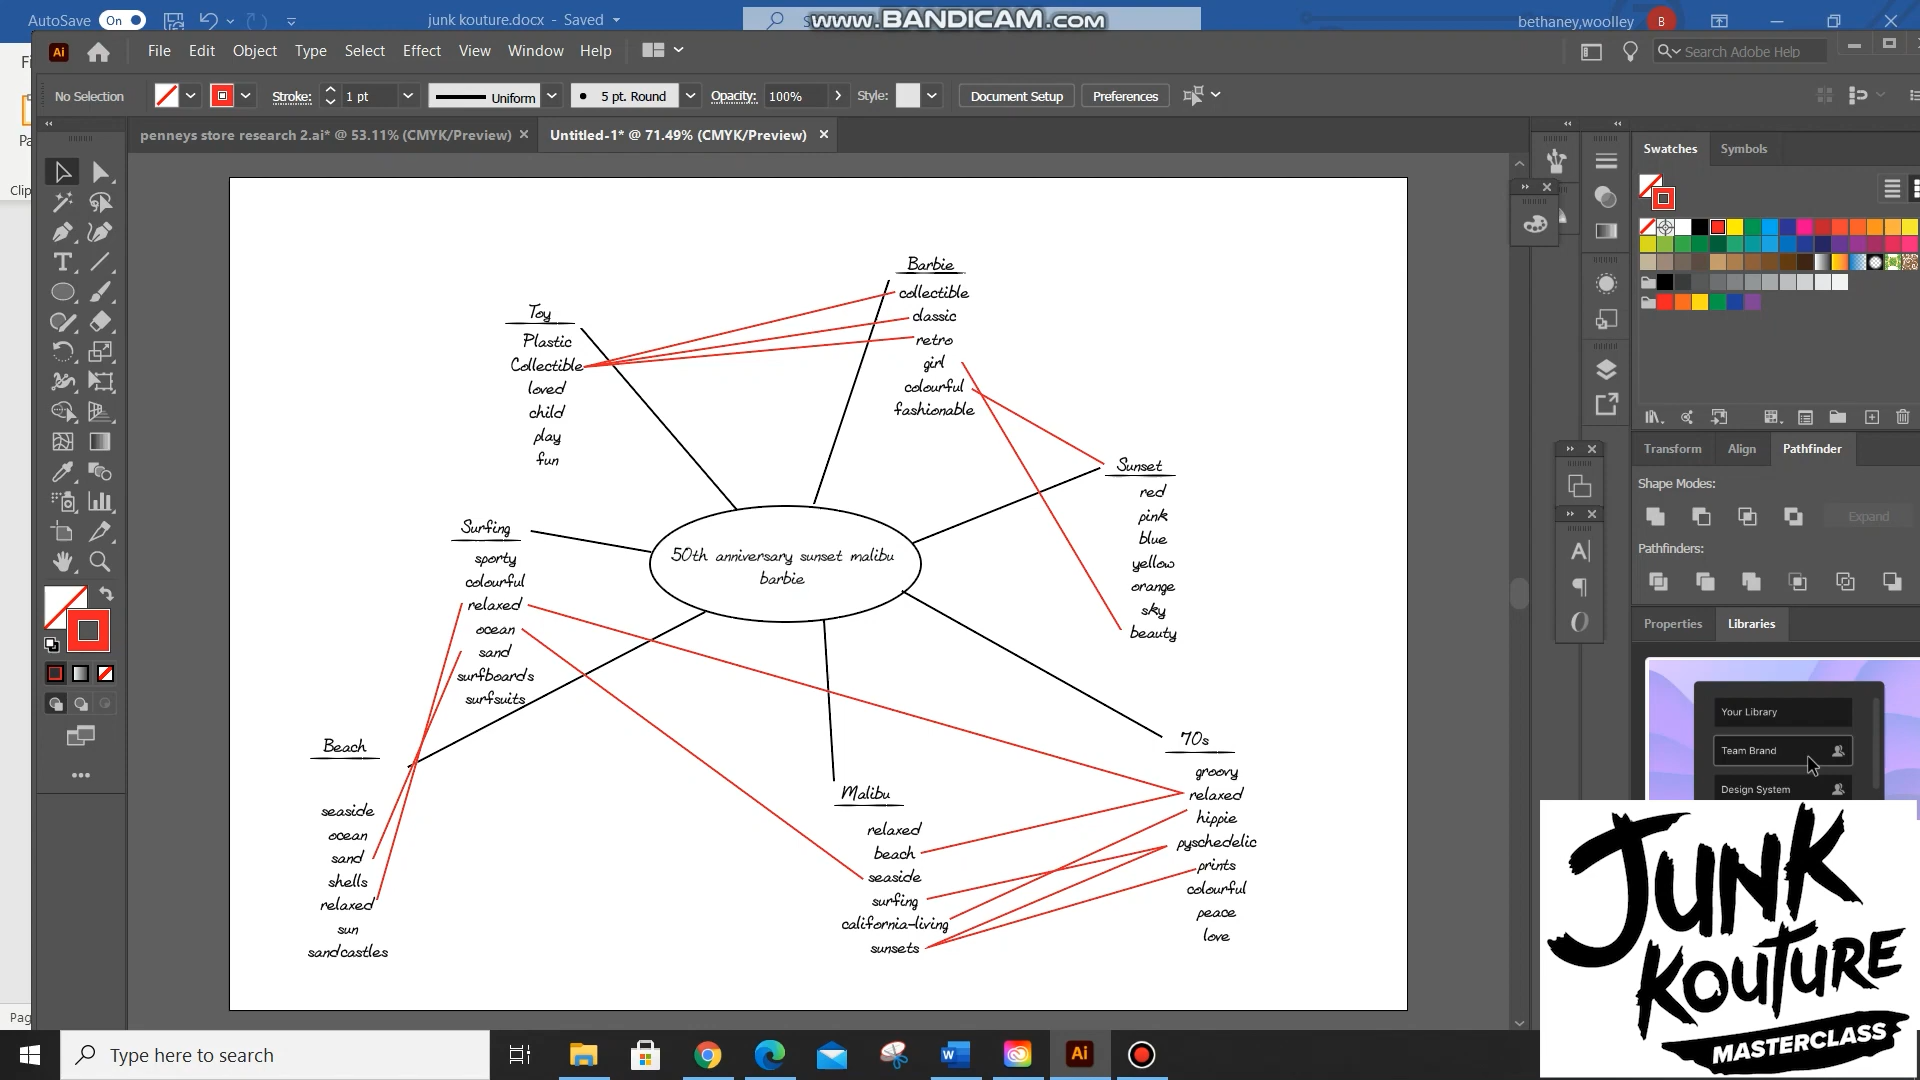 AutoSave On junk kouture.docx - Saved bethaney,woolley B
www.BANDICAM.com
Ai File Edit Object Type Select Effect View Window Help Search Adobe Help
No Selection Stroke: 1 pt Uniform 5 pt. Round Opacity: 100% Style: Document Setup Preferences
penneys store research 2.ai* @ 53.11% (CMYK/Preview) Untitled-1* @ 71.49% (CMYK/Preview)
Clip
Pag
Barbie
collectible
classic
retro
girl
colourful
fashionable
Toy
Plastic
Collectible
loved
child
play
fun
Sunset
red
pink
blue
yellow
orange
sky
beauty
50th anniversary sunset malibu
barbie
Surfing
sporty
colourful
relaxed
ocean
sand
surfboards
surfsuits
Beach
seaside
ocean
sand
shells
relaxed
sun
sandcastles
Malibu
relaxed
beach
seaside
surfing
california-living
sunsets
70s
groovy
relaxed
hippie
pyschedelic
prints
colourful
peace
love
Swatches Symbols
Transform Align Pathfinder
Shape Modes:
Expand
Pathfinders:
Properties Libraries
Your Library
Team Brand
Design System
JUNK
KOUTURE
MASTERCLASS
Type here to search